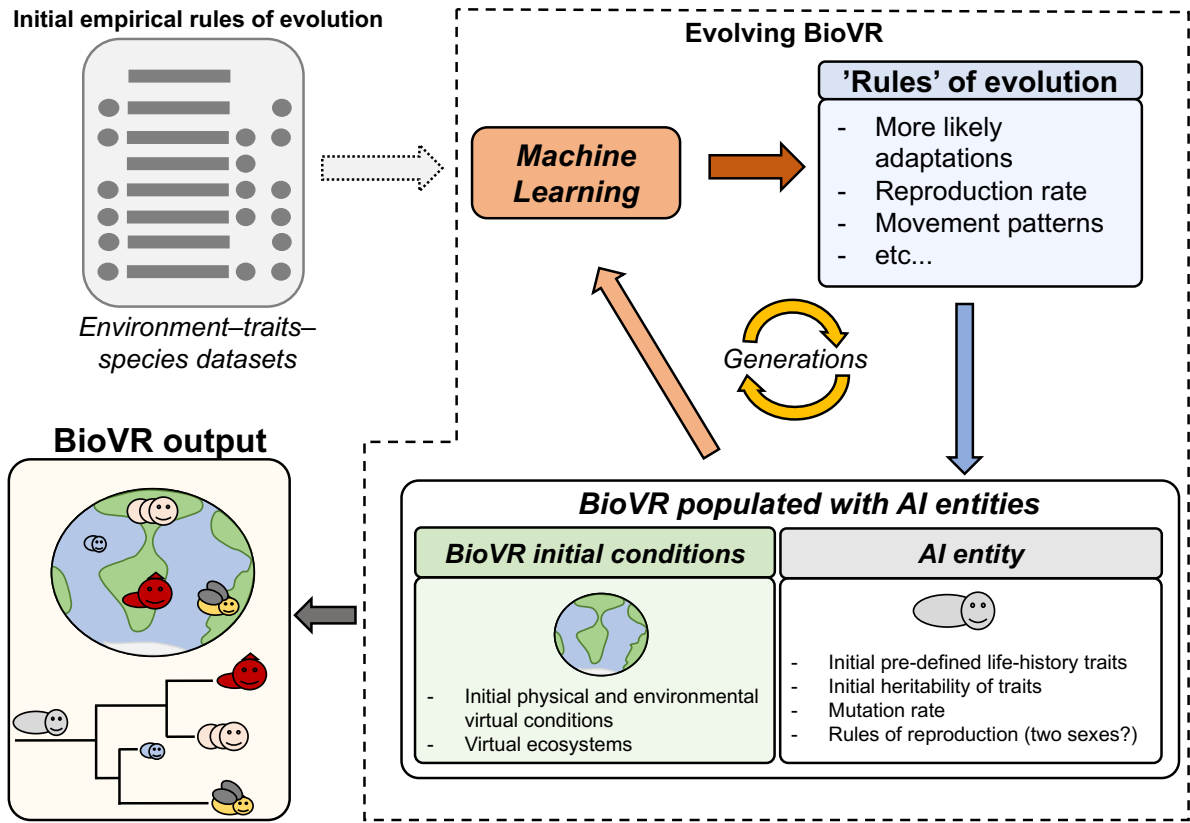 Initial empirical rules of evolution
Environment–traits–
species datasets
Evolving BioVR
Machine
Learning
’Rules’ of evolution
- More likely
adaptations
- Reproduction rate
- Movement patterns
- etc...
Generations
BioVR populated with AI entities
BioVR initial conditions
- Initial physical and environmental
virtual conditions
- Virtual ecosystems
AI entity
- Initial pre-defined life-history traits
- Initial heritability of traits
- Mutation rate
- Rules of reproduction (two sexes?)
BioVR output